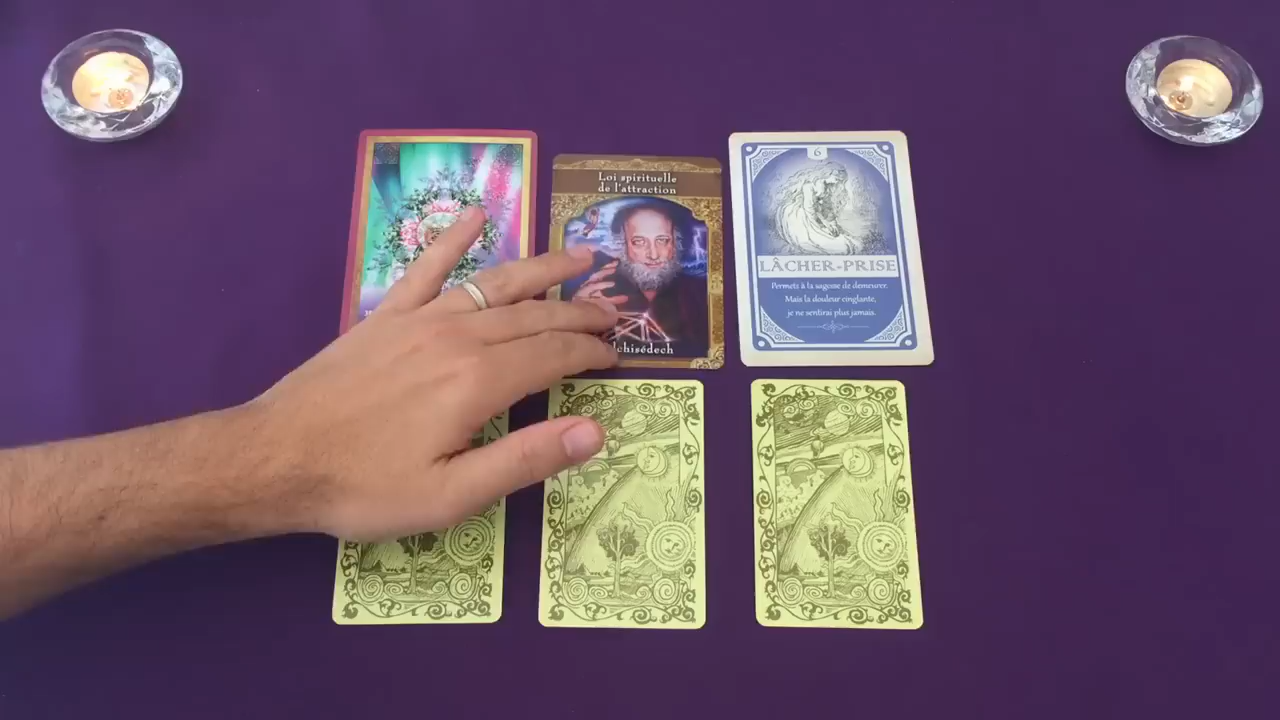 Loi spirituelle
de l'attraction
lchisédech
6
LÂCHER-PRISE
Permets à la sagesse de demeurer.
Mais la douleur cinglante,
je ne sentirai plus jamais.